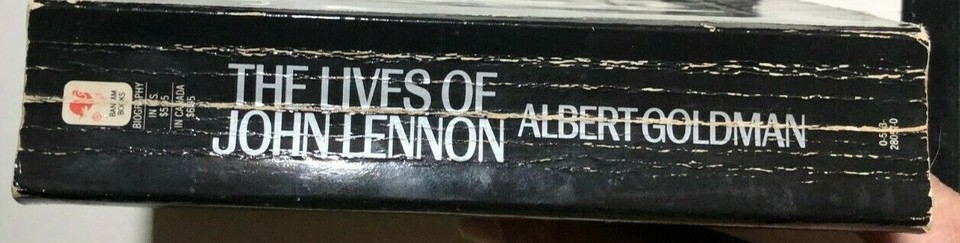 BANTAM
BOOKS
BIOGRAPHY
IN U.S.
$5.95
IN CANADA
$6.95
THE LIVES OF
JOHN LENNON
ALBERT GOLDMAN